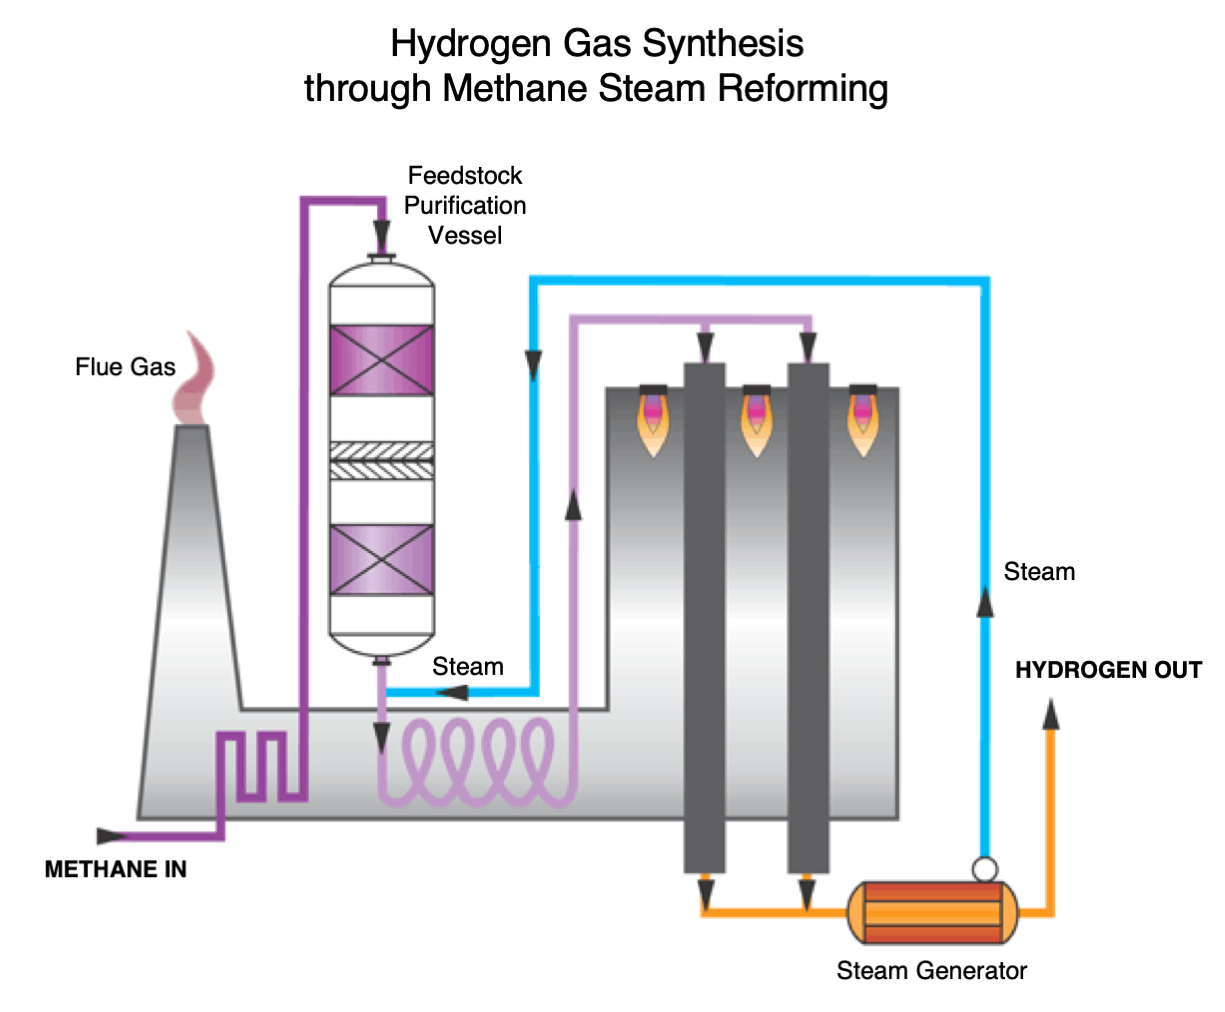 Hydrogen Gas Synthesis
through Methane Steam Reforming
Feedstock
Purification
Vessel
Flue Gas
Steam
Steam
HYDROGEN OUT
METHANE IN
Steam Generator